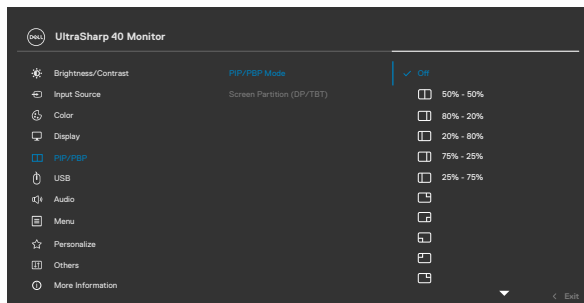 DELL UltraSharp 40 Monitor
Brightness/Contrast PIP/PBP Mode ✓ Off
Input Source Screen Partition (DP/TBT) 50% - 50%
Color 80% - 20%
Display 20% - 80%
PIP/PBP 75% - 25%
USB 25% - 75%
Audio
Menu
Personalize
Others
More Information
< Exit